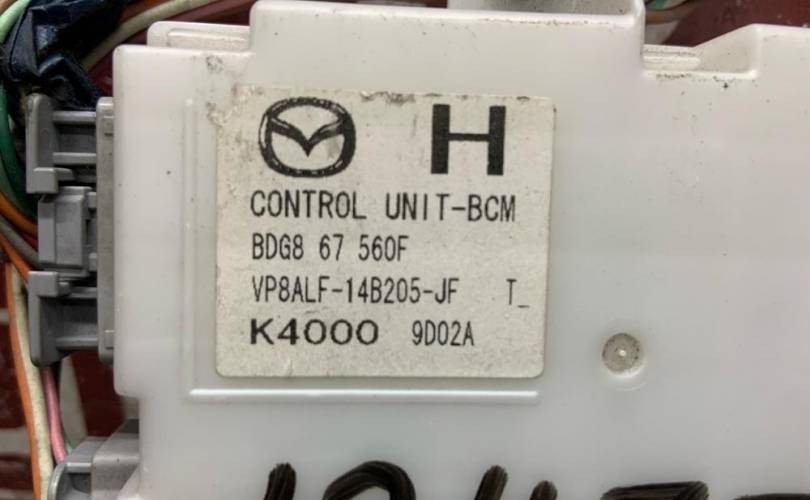 H
CONTROL UNIT-BCM
BDG8 67 560F
VP8ALF-14B205-JF T_
K4000 9D02A